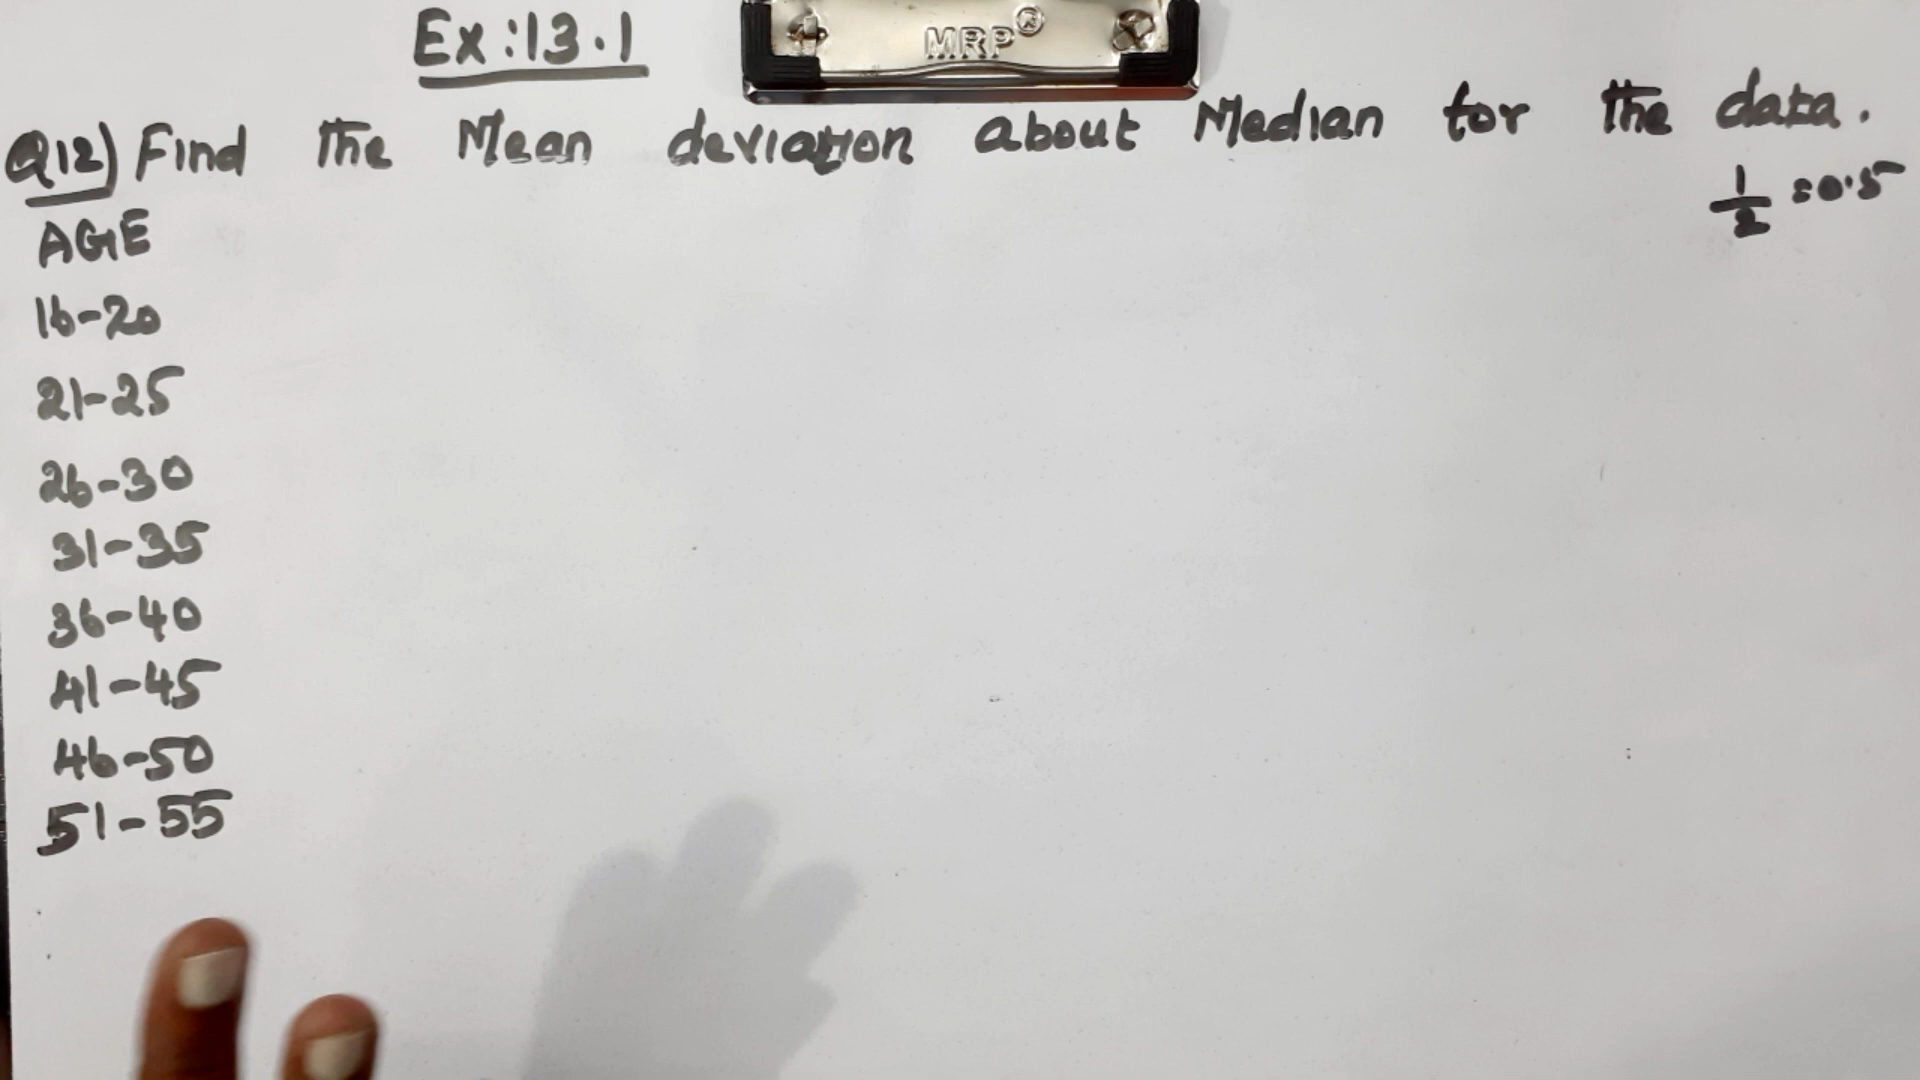 Ex:13.1
MRP®
Q12) Find the Mean deviation about Median for the data.
1/2 = 0.5
AGE
16-20
21-25
26-30
31-35
36-40
41-45
46-50
51-55